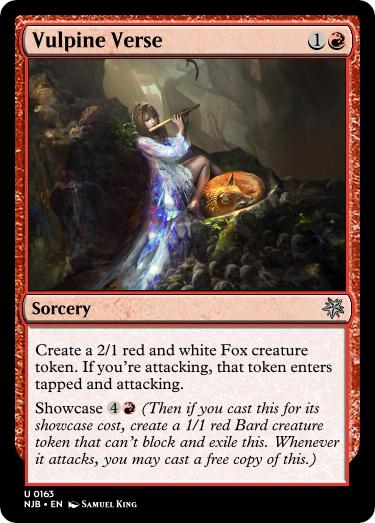 Vulpine Verse 1
Sorcery
Create a 2/1 red and white Fox creature
token. If you're attacking, that token enters
tapped and attacking.
Showcase 4 (Then if you cast this for its
showcase cost, create a 1/1 red Bard creature
token that can't block and exile this. Whenever
it attacks, you may cast a free copy of this.)
U 0163
NJB • EN Samuel King